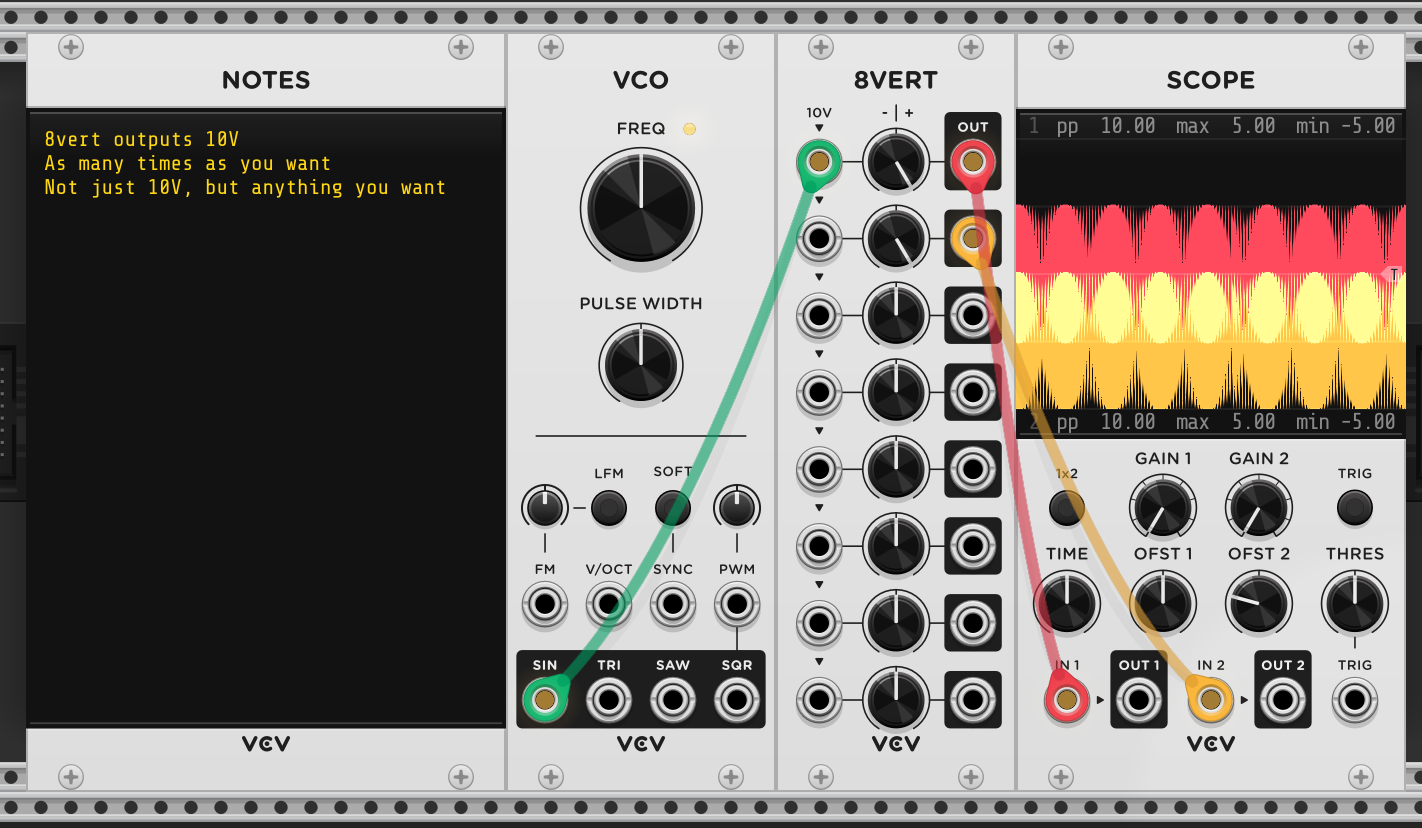 NOTES
8vert outputs 10V
As many times as you want
Not just 10V, but anything you want
VCV
VCO
FREQ
PULSE WIDTH
LFM SOFT
FM V/OCT SYNC PWM
SIN TRI SAW SQR
VCV
8VERT
10V - | + OUT
VCV
SCOPE
1 pp 10.00 max 5.00 min -5.00
T
2 pp 10.00 max 5.00 min -5.00
1x2 GAIN 1 GAIN 2 TRIG
TIME OFST 1 OFST 2 THRES
IN 1 OUT 1 IN 2 OUT 2 TRIG
VCV